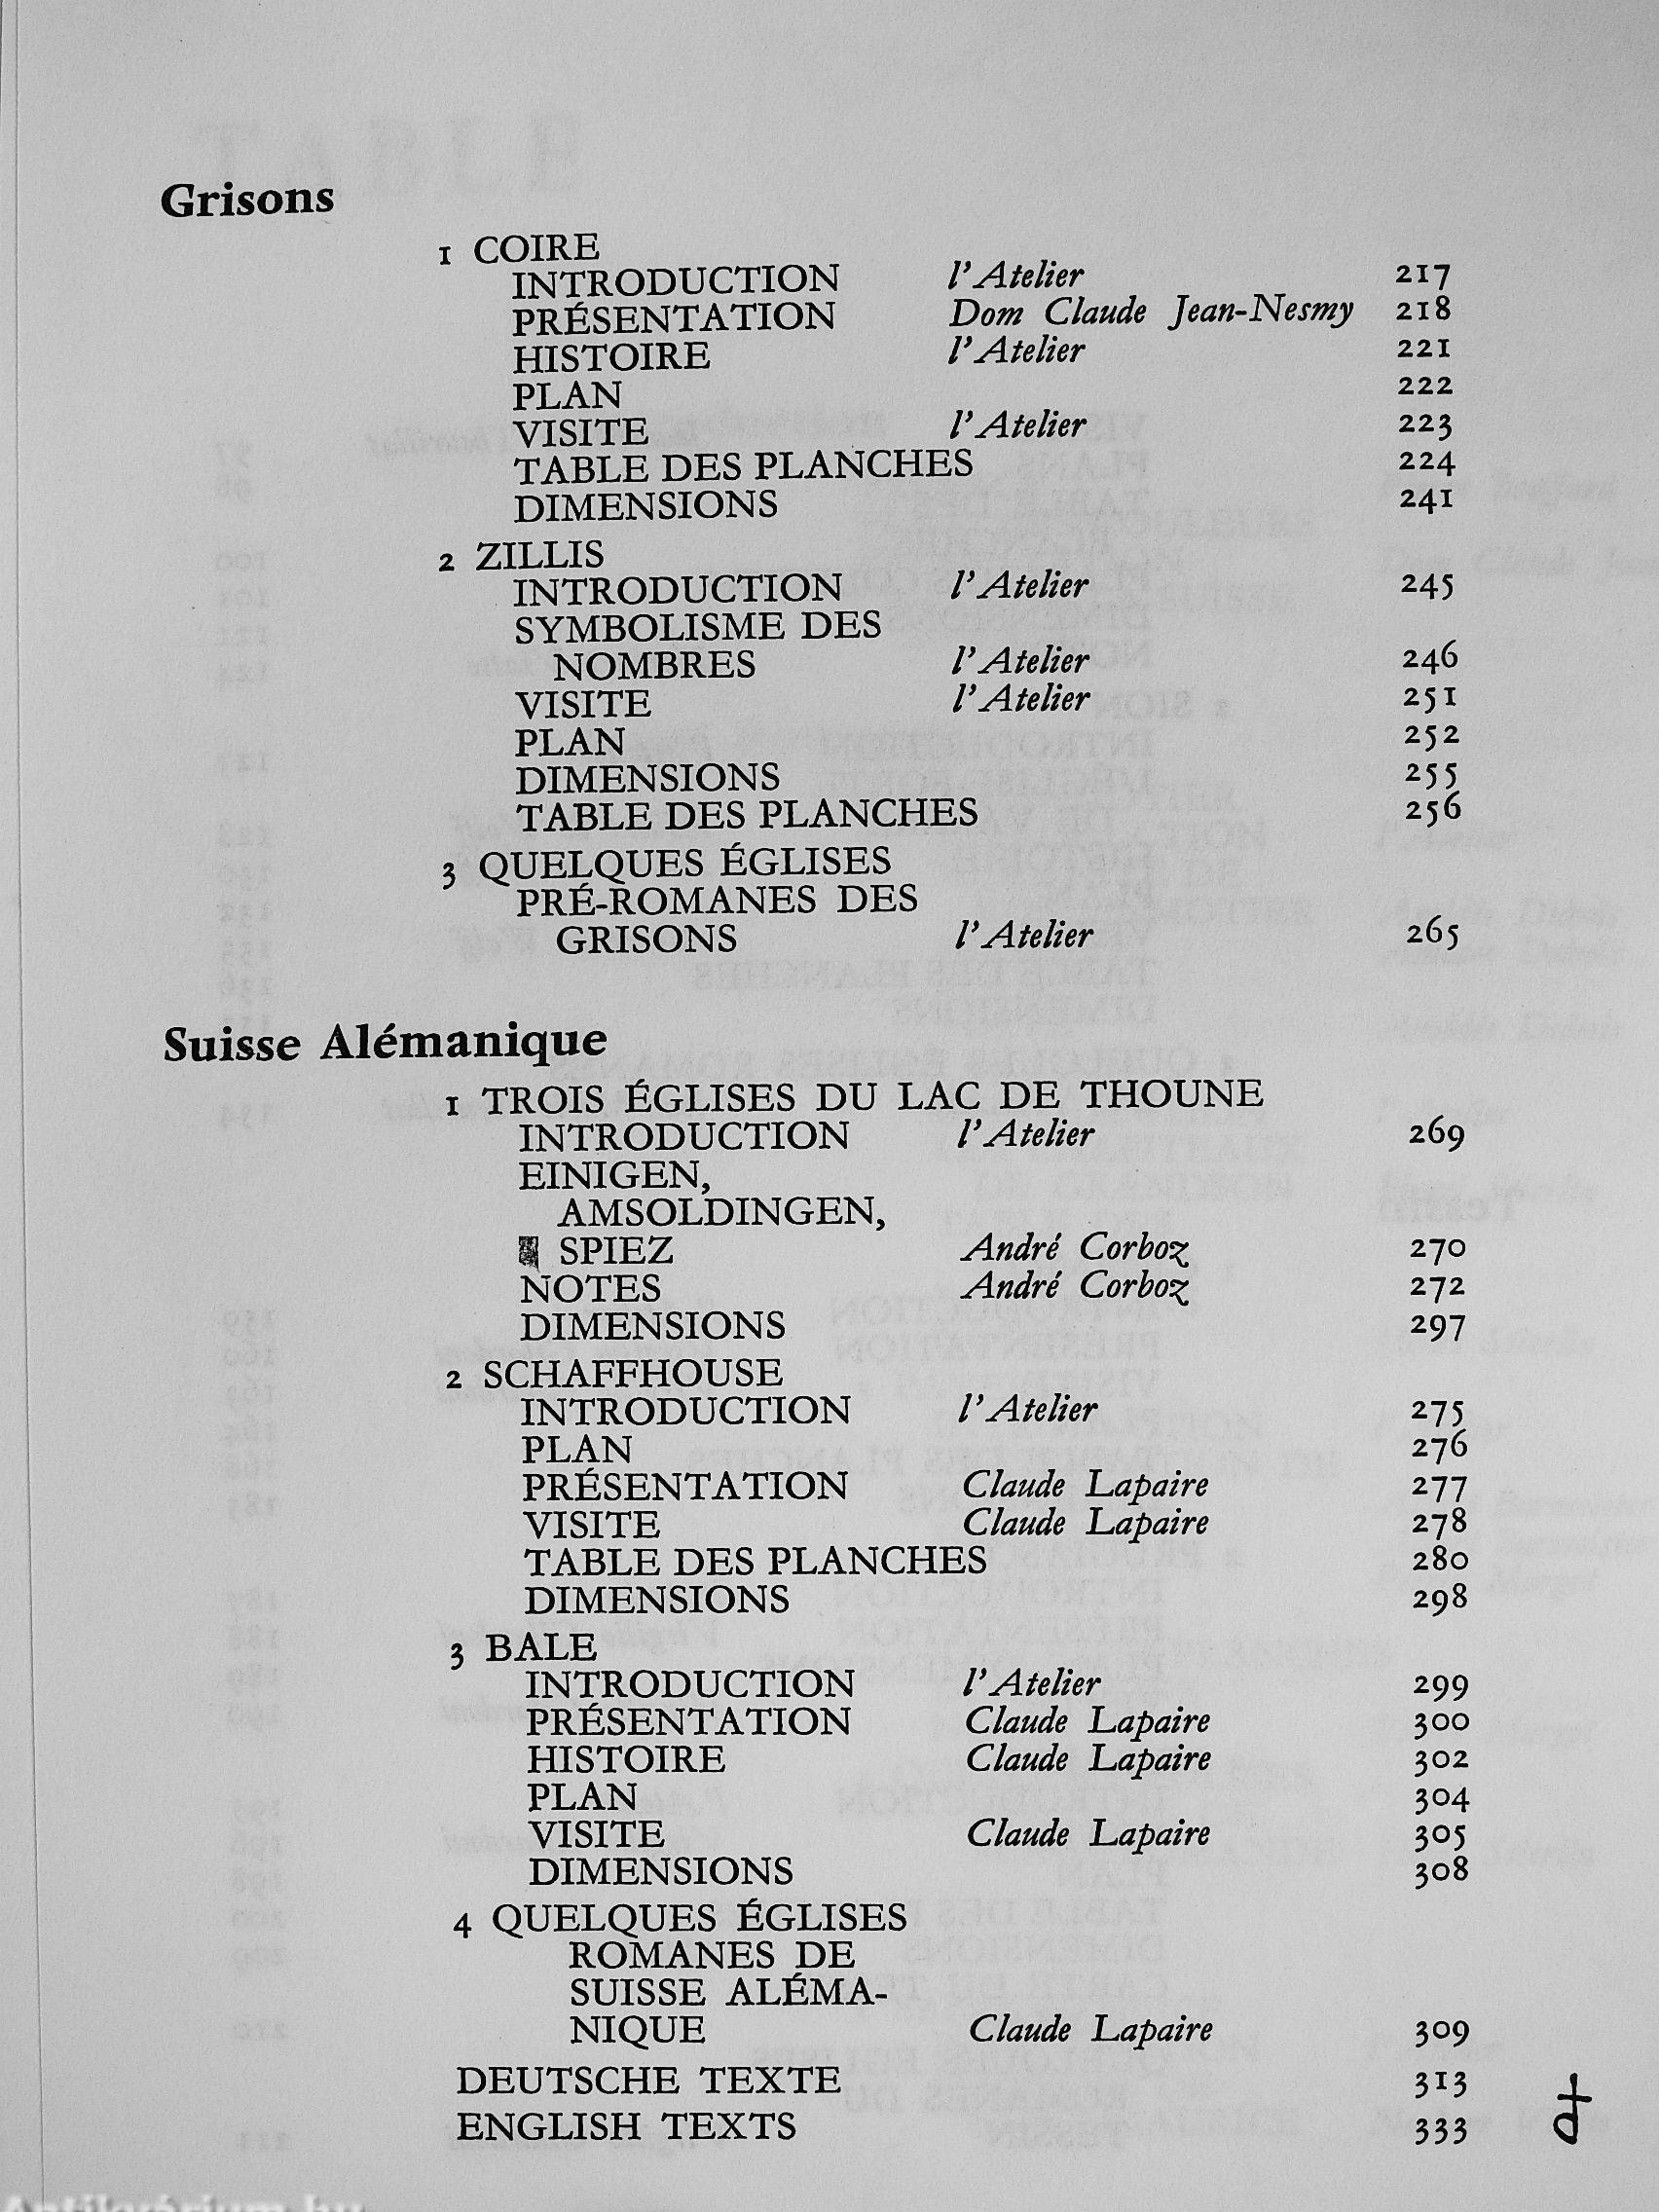 Grisons
1 COIRE
INTRODUCTION l'Atelier 217
PRÉSENTATION Dom Claude Jean-Nesmy 218
HISTOIRE l'Atelier 221
PLAN 222
VISITE l'Atelier 223
TABLE DES PLANCHES 224
DIMENSIONS 241
2 ZILLIS
INTRODUCTION l'Atelier 245
SYMBOLISME DES
NOMBRES l'Atelier 246
VISITE l'Atelier 251
PLAN 252
DIMENSIONS 255
TABLE DES PLANCHES 256
3 QUELQUES ÉGLISES
PRÉ-ROMANES DES
GRISONS l'Atelier 265
Suisse Alémanique
1 TROIS ÉGLISES DU LAC DE THOUNE
INTRODUCTION l'Atelier 269
EINIGEN,
AMSOLDINGEN,
SPIEZ André Corboz 270
NOTES André Corboz 272
DIMENSIONS 297
2 SCHAFFHOUSE
INTRODUCTION l'Atelier 275
PLAN 276
PRÉSENTATION Claude Lapaire 277
VISITE Claude Lapaire 278
TABLE DES PLANCHES 280
DIMENSIONS 298
3 BALE
INTRODUCTION l'Atelier 299
PRÉSENTATION Claude Lapaire 300
HISTOIRE Claude Lapaire 302
PLAN 304
VISITE Claude Lapaire 305
DIMENSIONS 308
4 QUELQUES ÉGLISES
ROMANES DE
SUISSE ALÉMA-
NIQUE Claude Lapaire 309
DEUTSCHE TEXTE 313
ENGLISH TEXTS 333
Antikvárium.hu